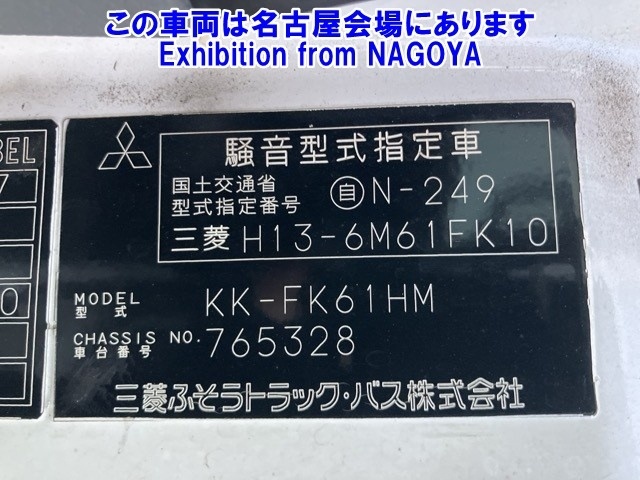 この車両は名古屋会場にあります
Exhibition from NAGOYA
BEL
7
0
騒音型式指定車
国土交通省
型式指定番号 自N-249
三菱 H13-6M61FK10
MODEL
型式 KK-FK61HM
CHASSIS NO.
車台番号 765328
三菱ふそうトラック・バス株式会社